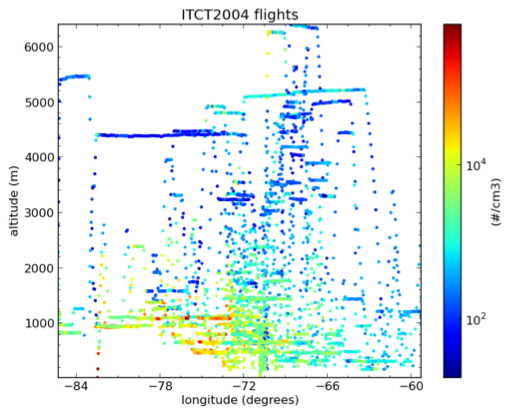 ITCT2004 flights
6000
5000
4000
3000
2000
1000
altitude (m)
−84 −78 −72 −66 −60
longitude (degrees)
10^4
10^2
(#/cm3)